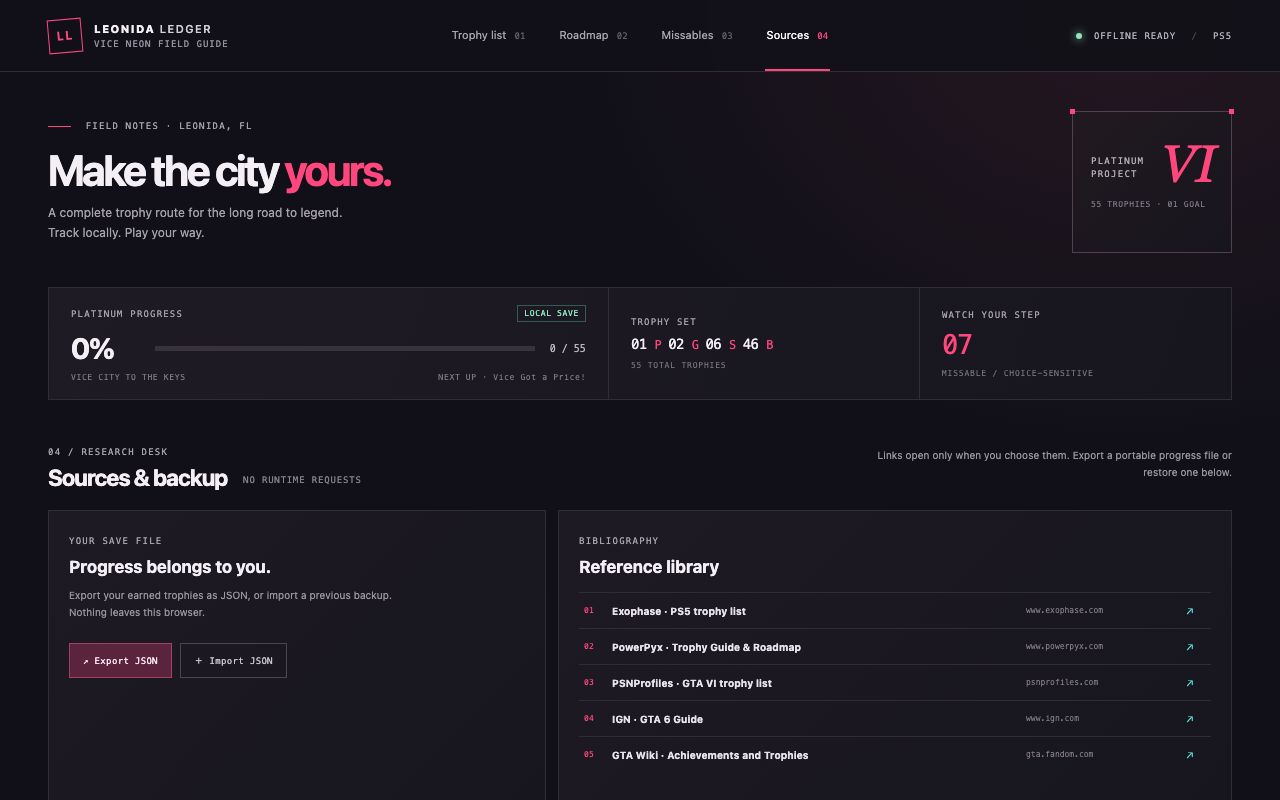 LL
LEONIDA LEDGER
VICE NEON FIELD GUIDE
Trophy list 01
Roadmap 02
Missables 03
Sources 04
OFFLINE READY / PS5
FIELD NOTES · LEONIDA, FL
Make the city yours.
A complete trophy route for the long road to legend.
Track locally. Play your way.
PLATINUM
PROJECT
VI
55 TROPHIES · 01 GOAL
PLATINUM PROGRESS
LOCAL SAVE
0%
0 / 55
VICE CITY TO THE KEYS
NEXT UP · Vice Got a Price!
TROPHY SET
01 P 02 G 06 S 46 B
55 TOTAL TROPHIES
WATCH YOUR STEP
07
MISSABLE / CHOICE-SENSITIVE
04 / RESEARCH DESK
Sources & backup
NO RUNTIME REQUESTS
Links open only when you choose them. Export a portable progress file or
restore one below.
YOUR SAVE FILE
Progress belongs to you.
Export your earned trophies as JSON, or import a previous backup.
Nothing leaves this browser.
↗ Export JSON
+ Import JSON
BIBLIOGRAPHY
Reference library
01 Exophase · PS5 trophy list www.exophase.com ↗
02 PowerPyx · Trophy Guide & Roadmap www.powerpyx.com ↗
03 PSNProfiles · GTA VI trophy list psnprofiles.com ↗
04 IGN · GTA 6 Guide www.ign.com ↗
05 GTA Wiki · Achievements and Trophies gta.fandom.com ↗